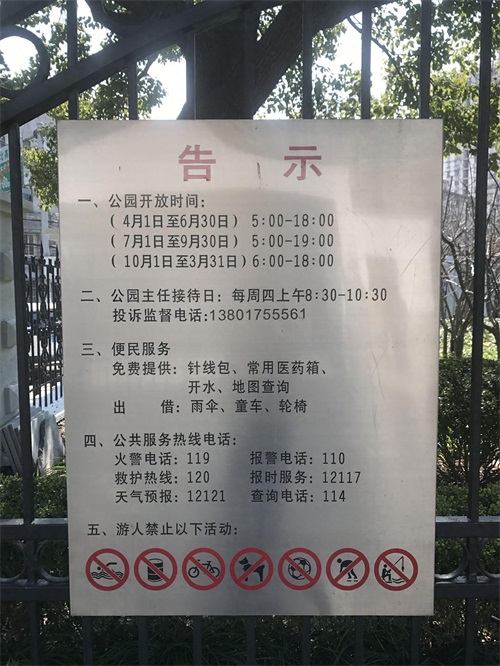 告 示
一、公园开放时间:
(4月1日至6月30日) 5:00-18:00
(7月1日至9月30日) 5:00-19:00
(10月1日至3月31日) 6:00-18:00
二、公园主任接待日: 每周四上午8:30-10:30
投诉监督电话:13801755561
三、便民服务
免费提供: 针线包、常用医药箱、
开水、地图查询
出 借: 雨伞、童车、轮椅
四、公共服务热线电话:
火警电话: 119 报警电话: 110
救护热线: 120 报时服务: 12117
天气预报: 12121 查询电话: 114
五、游人禁止以下活动: